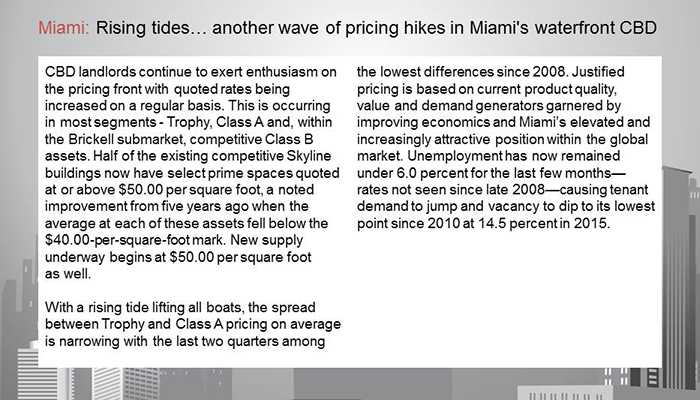 Miami: Rising tides… another wave of pricing hikes in Miami's waterfront CBD
CBD landlords continue to exert enthusiasm on
the pricing front with quoted rates being
increased on a regular basis. This is occurring
in most segments - Trophy, Class A and, within
the Brickell submarket, competitive Class B
assets. Half of the existing competitive Skyline
buildings now have select prime spaces quoted
at or above $50.00 per square foot, a noted
improvement from five years ago when the
average at each of these assets fell below the
$40.00-per-square-foot mark. New supply
underway begins at $50.00 per square foot
as well.
With a rising tide lifting all boats, the spread
between Trophy and Class A pricing on average
is narrowing with the last two quarters among
the lowest differences since 2008. Justified
pricing is based on current product quality,
value and demand generators garnered by
improving economics and Miami's elevated and
increasingly attractive position within the global
market. Unemployment has now remained
under 6.0 percent for the last few months—
rates not seen since late 2008—causing tenant
demand to jump and vacancy to dip to its lowest
point since 2010 at 14.5 percent in 2015.